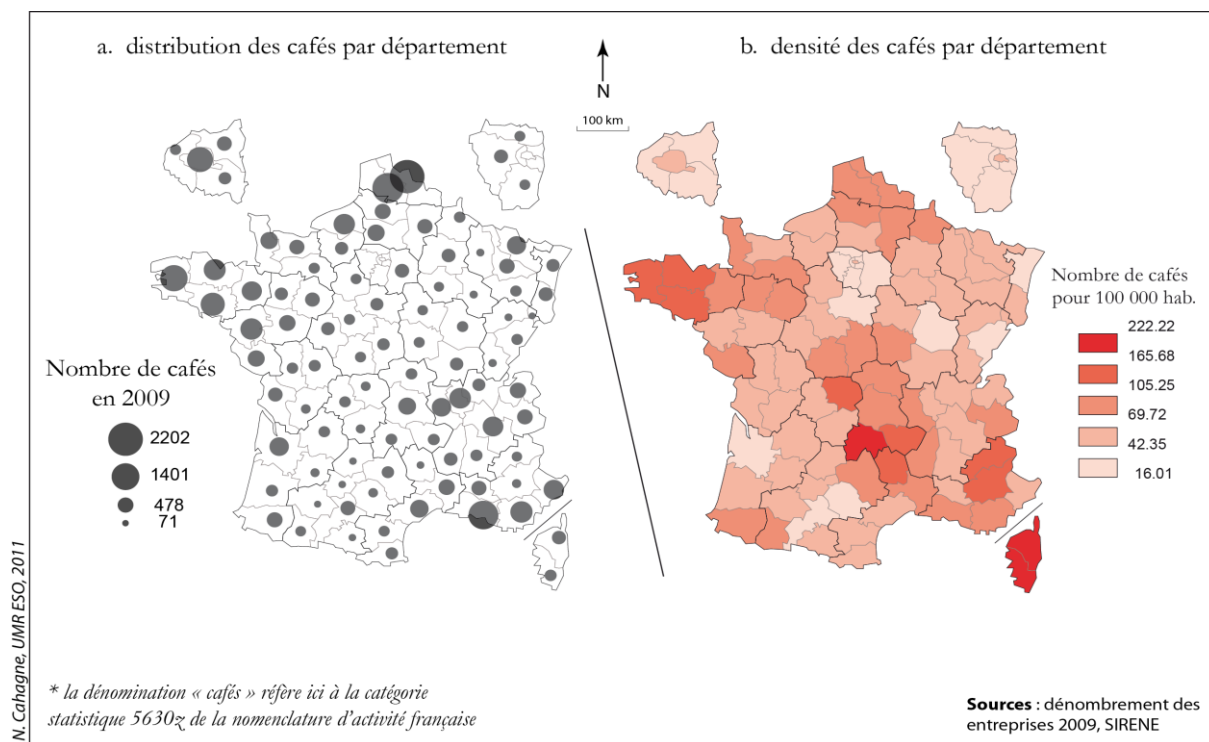 a. distribution des cafés par département
b. densité des cafés par département
N
100 km
Nombre de cafés
en 2009
2202
1401
478
71
Nombre de cafés
pour 100 000 hab.
222.22
165.68
105.25
69.72
42.35
16.01
N. Cahagne, UMR ESO, 2011
* la dénomination « cafés » réfère ici à la catégorie
statistique 5630z de la nomenclature d'activité française
Sources : dénombrement des
entreprises 2009, SIRENE